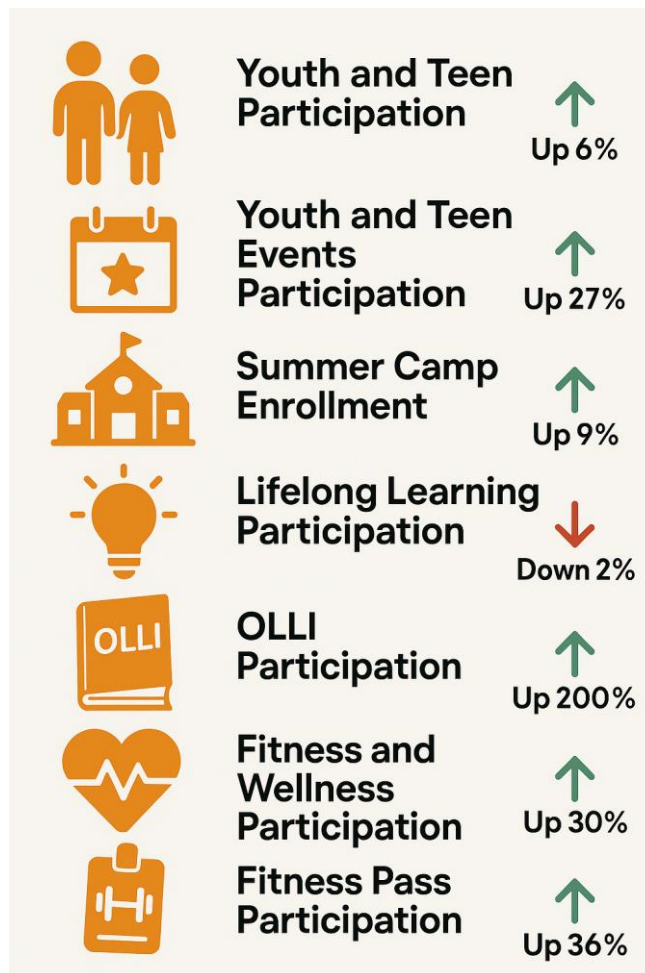 Youth and Teen
Participation
Up 6%
Youth and Teen
Events
Participation
Up 27%
Summer Camp
Enrollment
Up 9%
Lifelong Learning
Participation
Down 2%
OLLI
OLLI
Participation
Up 200%
Fitness and
Wellness
Participation
Up 30%
Fitness Pass
Participation
Up 36%